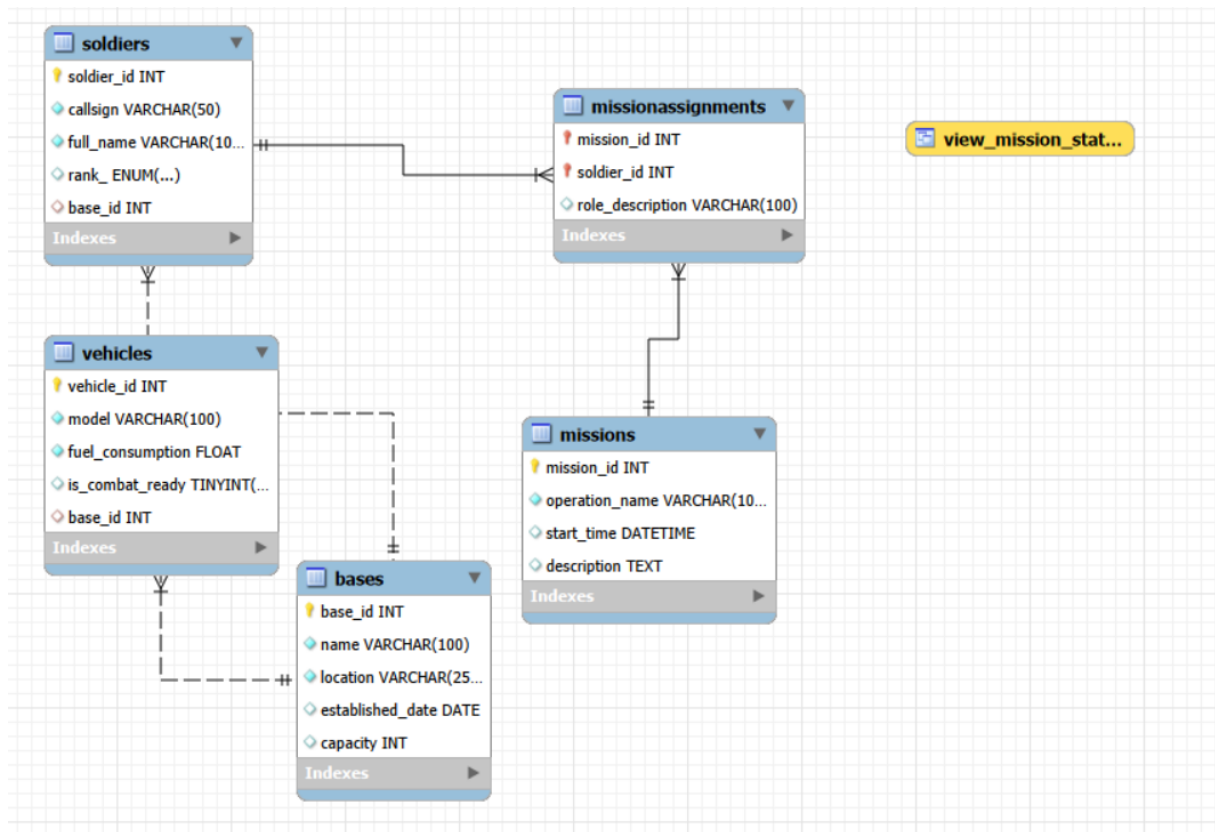 soldiers
soldier_id INT
callsign VARCHAR(50)
full_name VARCHAR(10...
rank_ ENUM(...)
base_id INT
Indexes
missionassignments
mission_id INT
soldier_id INT
role_description VARCHAR(100)
Indexes
view_mission_stat...
vehicles
vehicle_id INT
model VARCHAR(100)
fuel_consumption FLOAT
is_combat_ready TINYINT(...
base_id INT
Indexes
missions
mission_id INT
operation_name VARCHAR(10...
start_time DATETIME
description TEXT
Indexes
bases
base_id INT
name VARCHAR(100)
location VARCHAR(25...
established_date DATE
capacity INT
Indexes